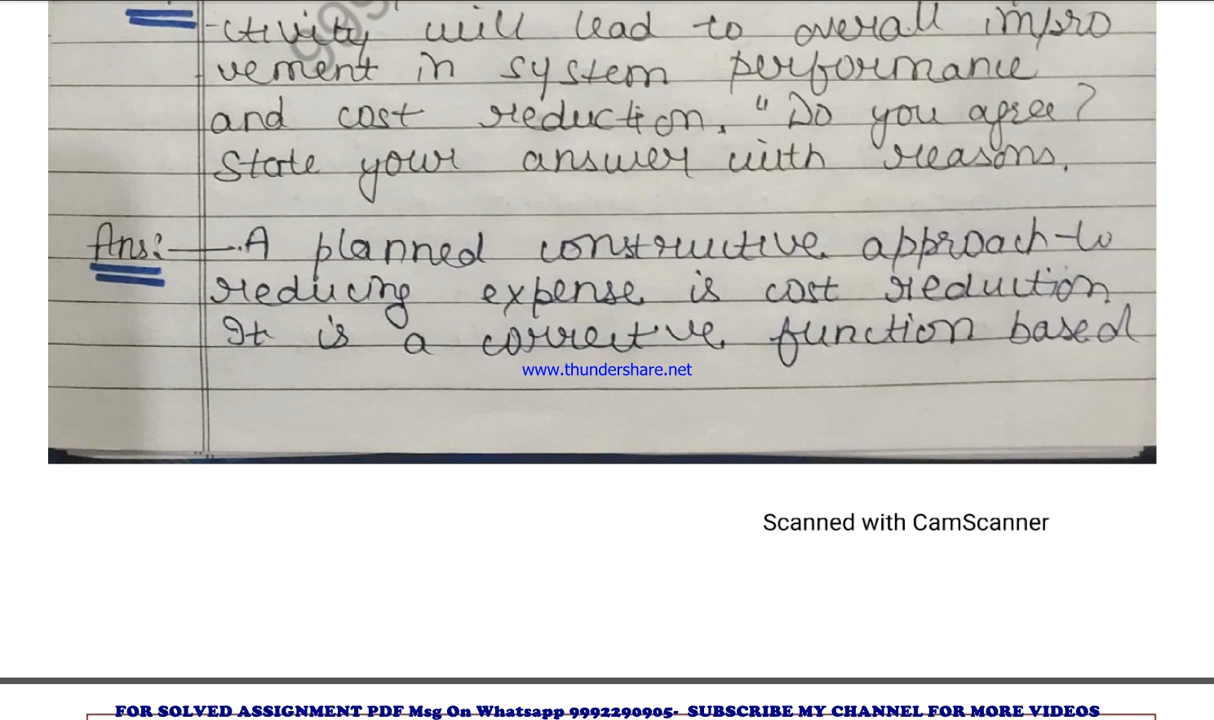 -ctivity will lead to overall impro
vement in system performance
and cost reduction. "Do you agree?
State your answer with reasons.
Ans:— A planned constructive approach to
reducing expense is cost reduction
It is a corrective function based
www.thundershare.net
Scanned with CamScanner
FOR SOLVED ASSIGNMENT PDF Msg On Whatsapp 9992290905- SUBSCRIBE MY CHANNEL FOR MORE VIDEOS